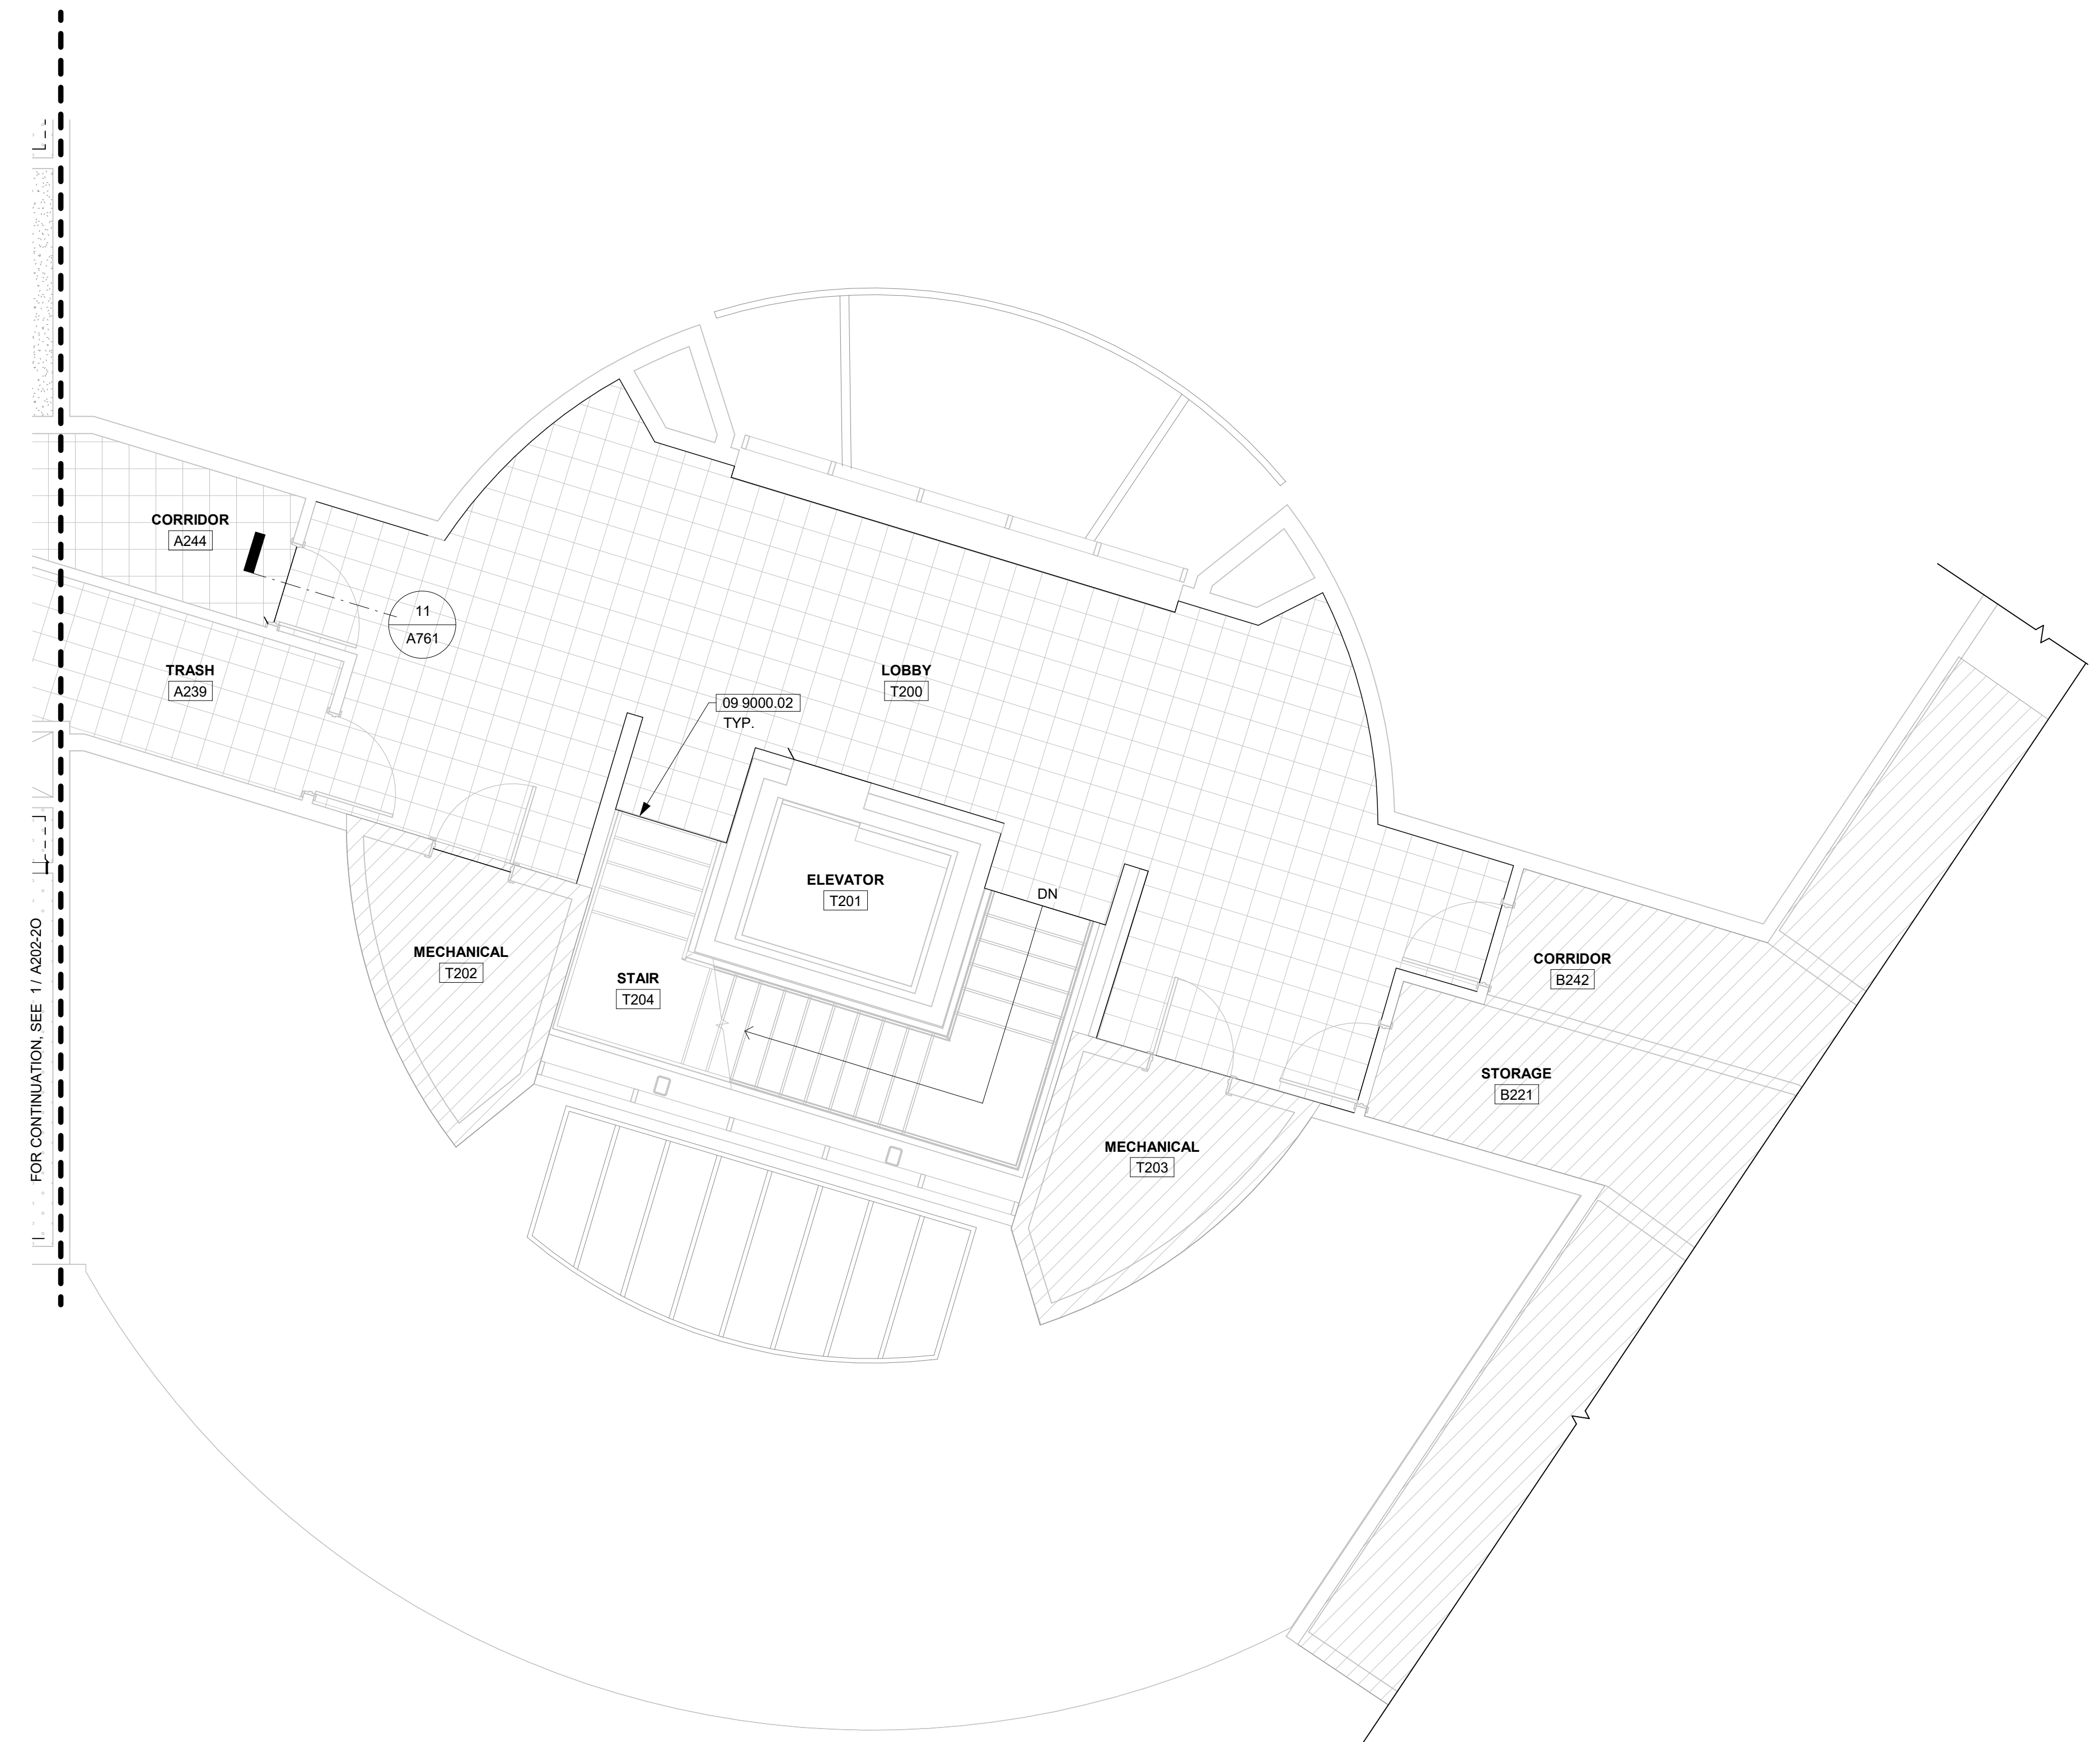 CORRIDOR
A244
11
A761
TRASH
A239
LOBBY
T200
09 9000.02
TYP.
ELEVATOR
T201
DN
MECHANICAL
T202
STAIR
T204
CORRIDOR
B242
STORAGE
B221
MECHANICAL
T203
FOR CONTINUATION, SEE 1 / A202-2O